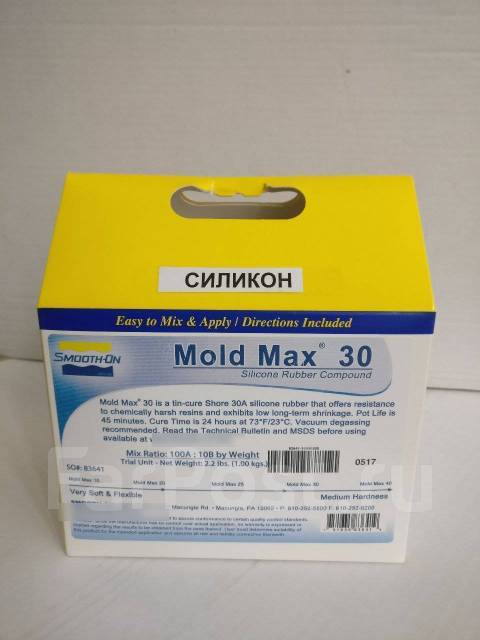 СИЛИКОН
Easy to Mix & Apply | Directions Included
SMOOTH-ON
Mold Max® 30
Silicone Rubber Compound
Mold Max® 30 is a tin-cure Shore 30A silicone rubber that offers resistance
to chemically harsh resins and exhibits low long-term shrinkage. Pot Life is
45 minutes. Cure Time is 24 hours at 73°F/23°C. Vacuum degassing
recommended. Read the Technical Bulletin and MSDS before using
available at
Mix Ratio: 100A : 10B by Weight
Trial Unit - Net Weight: 2.2 lbs. (1.00 kgs.)
0517
SO#: 83641
Mold Max 10 Mold Max 20 Mold Max 25 Mold Max 30 Mold Max 40
Very Soft & Flexible Medium Hardness
Macungie Rd. • Macungie, PA